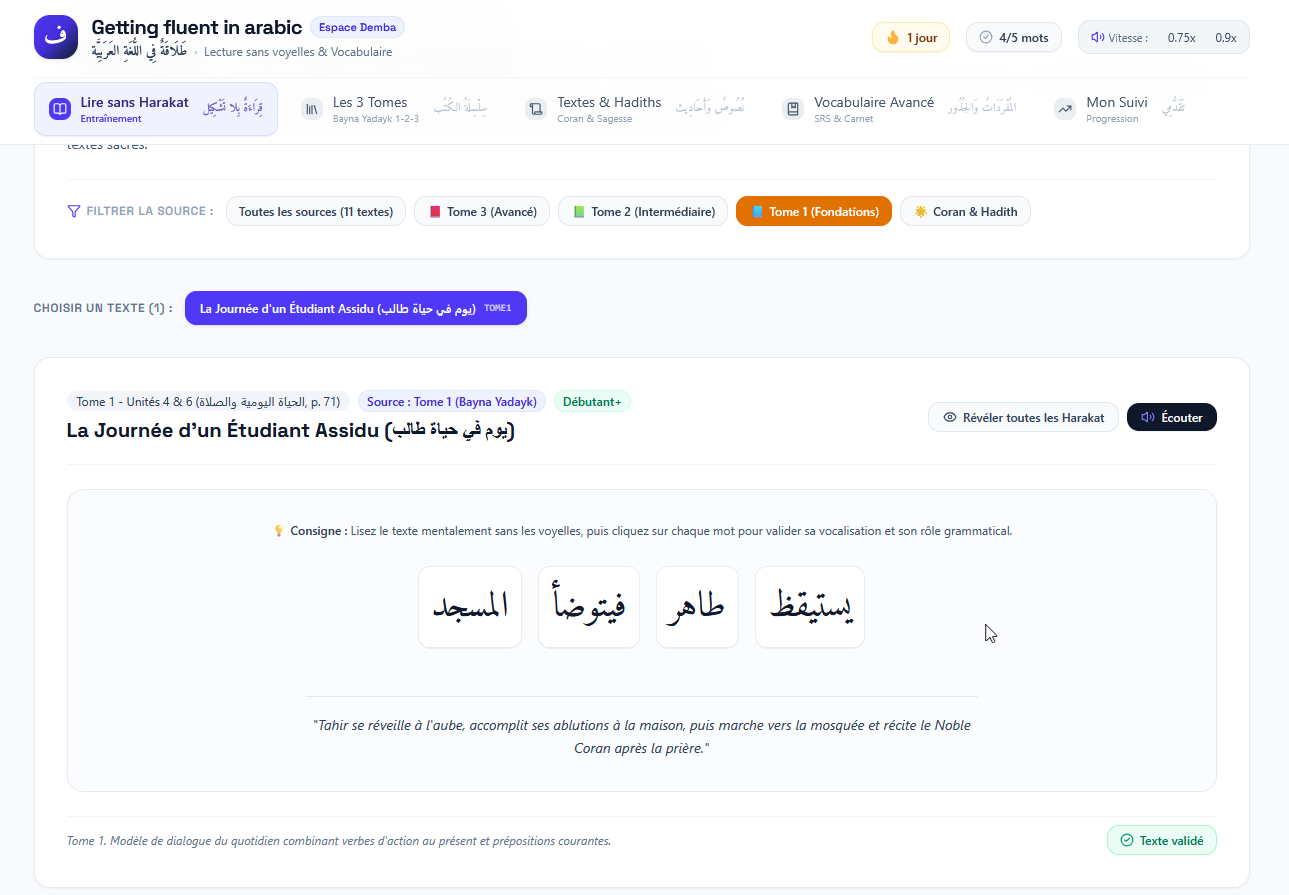 ف
Getting fluent in arabic Espace Demba
طَلَاقَةٌ فِي اللُّغَةِ العَرَبِيَّة • Lecture sans voyelles & Vocabulaire
1 jour
4/5 mots
Vitesse : 0.75x 0.9x
Lire sans Harakat قِرَاءَةٌ بِلا تَشْكِيل
Entraînement
Les 3 Tomes سِلْسِلَةُ الكُتُب
Bayna Yadayk 1-2-3
Textes & Hadiths نُصُوصٌ وَأَحَادِيث
Coran & Sagesse
Vocabulaire Avancé المُفْرَدَاتُ وَالجُذُور
SRS & Carnet
Mon Suivi تَقَدُّمِي
Progression
textes sacrés.
FILTRER LA SOURCE : Toutes les sources (11 textes) Tome 3 (Avancé) Tome 2 (Intermédiaire) Tome 1 (Fondations) Coran & Hadith
CHOISIR UN TEXTE (1) : La Journée d'un Étudiant Assidu (يوم في حياة طالب) TOME1
Tome 1 - Unités 4 & 6 (الحياة اليومية والصلاة, p. 71) Source : Tome 1 (Bayna Yadayk) Débutant+
La Journée d'un Étudiant Assidu (يوم في حياة طالب)
Révéler toutes les Harakat Écouter
Consigne : Lisez le texte mentalement sans les voyelles, puis cliquez sur chaque mot pour valider sa vocalisation et son rôle grammatical.
يستيقظ طاهر فيتوضأ المسجد
"Tahir se réveille à l'aube, accomplit ses ablutions à la maison, puis marche vers la mosquée et récite le Noble
Coran après la prière."
Tome 1. Modèle de dialogue du quotidien combinant verbes d'action au présent et prépositions courantes.
Texte validé